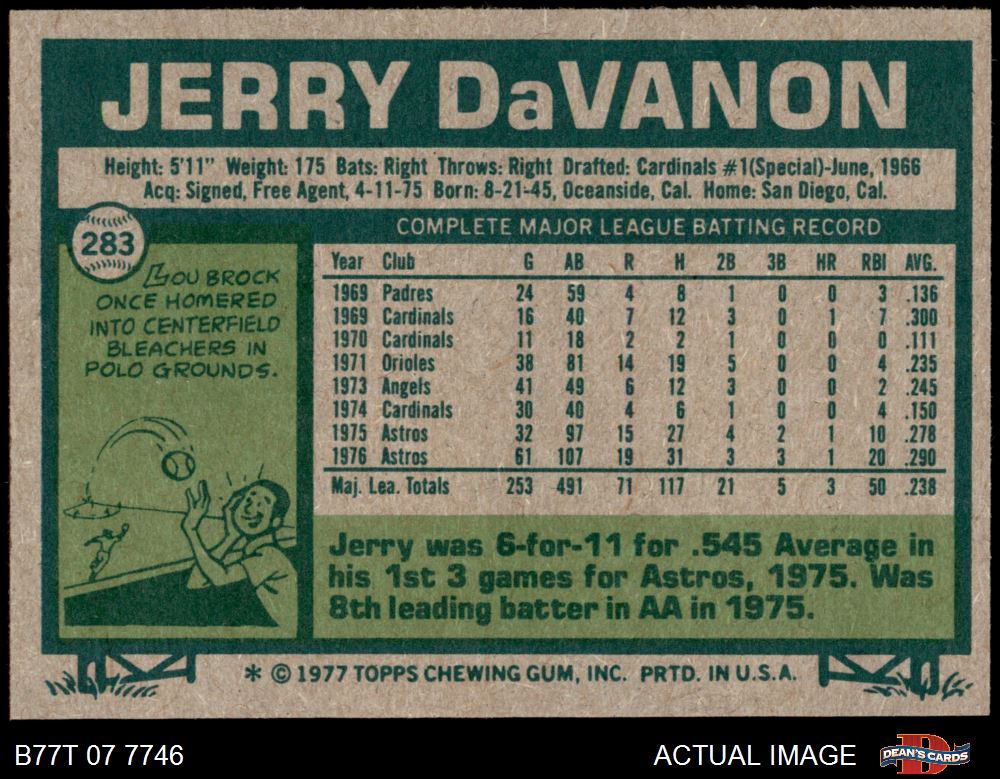 JERRY DaVANON
Height: 5'11" Weight: 175 Bats: Right Throws: Right Drafted: Cardinals #1(Special)-June, 1966
Acq: Signed, Free Agent, 4-11-75 Born: 8-21-45, Oceanside, Cal. Home: San Diego, Cal.
283
LOU BROCK
ONCE HOMERED
INTO CENTERFIELD
BLEACHERS IN
POLO GROUNDS.
COMPLETE MAJOR LEAGUE BATTING RECORD
Year Club G AB R H 2B 3B HR RBI AVG.
1969 Padres 24 59 4 8 1 0 0 3 .136
1969 Cardinals 16 40 7 12 3 0 1 7 .300
1970 Cardinals 11 18 2 2 1 0 0 0 .111
1971 Orioles 38 81 14 19 5 0 0 4 .235
1973 Angels 41 49 6 12 3 0 0 2 .245
1974 Cardinals 30 40 4 6 1 0 0 4 .150
1975 Astros 32 97 15 27 4 2 1 10 .278
1976 Astros 61 107 19 31 3 3 1 20 .290
Maj. Lea. Totals 253 491 71 117 21 5 3 50 .238
Jerry was 6-for-11 for .545 Average in
his 1st 3 games for Astros, 1975. Was
8th leading batter in AA in 1975.
* © 1977 TOPPS CHEWING GUM, INC. PRTD. IN U.S.A.
B77T 07 7746
ACTUAL IMAGE
D
DEAN'S CARDS